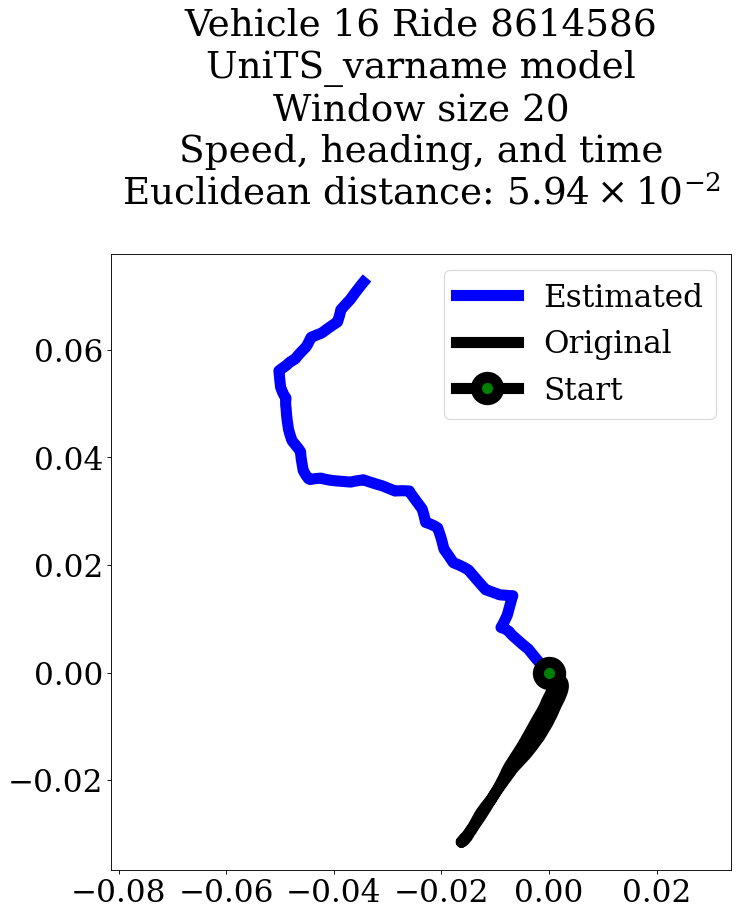 Vehicle 16 Ride 8614586
UniTS_varname model
Window size 20
Speed, heading, and time
Euclidean distance: 5.94 × 10⁻²
Estimated
Original
Start
0.06
0.04
0.02
0.00
−0.02
−0.08 −0.06 −0.04 −0.02 0.00 0.02